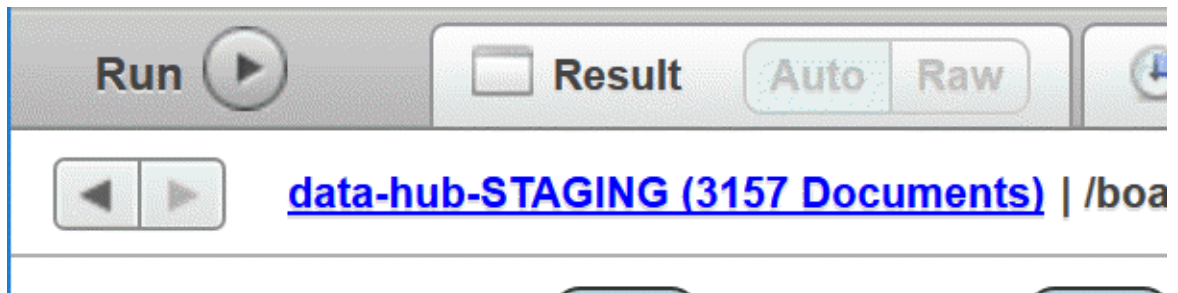 Run Result Auto Raw
data-hub-STAGING (3157 Documents) | /boa